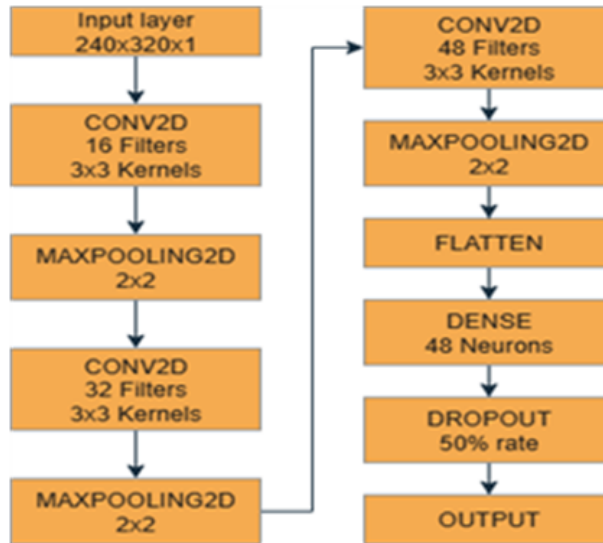 Input layer
240x320x1
CONV2D
16 Filters
3x3 Kernels
MAXPOOLING2D
2x2
CONV2D
32 Filters
3x3 Kernels
MAXPOOLING2D
2x2
CONV2D
48 Filters
3x3 Kernels
MAXPOOLING2D
2x2
FLATTEN
DENSE
48 Neurons
DROPOUT
50% rate
OUTPUT